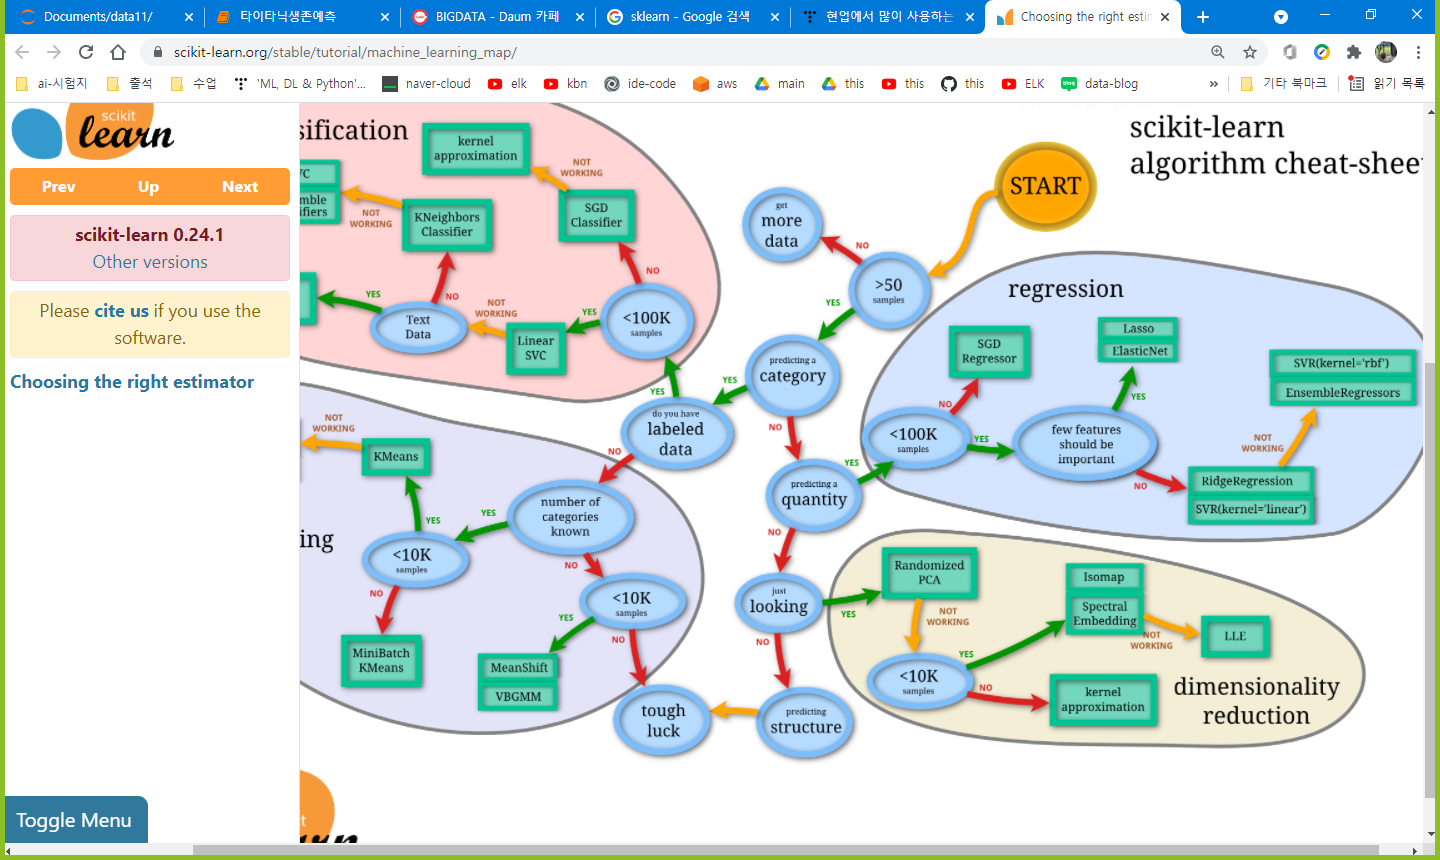 Documents/data11/
타이타닉생존예측
BIGDATA - Daum 카페
sklearn - Google 검색
현업에서 많이 사용하는
Choosing the right estin
scikit-learn.org/stable/tutorial/machine_learning_map/
ai-시험지
출석
수업
'ML, DL & Python'...
naver-cloud
elk
kbn
ide-code
aws
main
this
this
this
ELK
data-blog
»
기타 북마크
읽기 목록
scikit
learn
Prev Up Next
scikit-learn 0.24.1
Other versions
Please cite us if you use the
software.
Choosing the right estimator
Toggle Menu
scikit-learn
algorithm cheat-shee
START
get
more
data
NO
>50
samples
YES
predicting a
category
YES
NO
do you have
labeled
data
YES
NO
predicting a
quantity
YES
NO
just
looking
YES
NO
predicting
structure
tough
luck
sification
kernel
approximation
NOT
WORKING
SGD
Classifier
NO
<100K
samples
YES
Linear
SVC
NOT
WORKING
Text
Data
YES
NO
KNeighbors
Classifier
NOT
WORKING
VC
mble
ifiers
regression
SGD
Regressor
NO
<100K
samples
YES
few features
should be
important
YES
Lasso
ElasticNet
NO
RidgeRegression
SVR(kernel='linear')
NOT
WORKING
SVR(kernel='rbf')
EnsembleRegressors
ing
NOT
WORKING
KMeans
YES
<10K
samples
NO
MiniBatch
KMeans
YES
number of
categories
known
NO
<10K
samples
YES
NO
MeanShift
VBGMM
Randomized
PCA
NOT
WORKING
<10K
samples
YES
NO
Isomap
Spectral
Embedding
NOT
WORKING
LLE
kernel
approximation
dimensionality
reduction